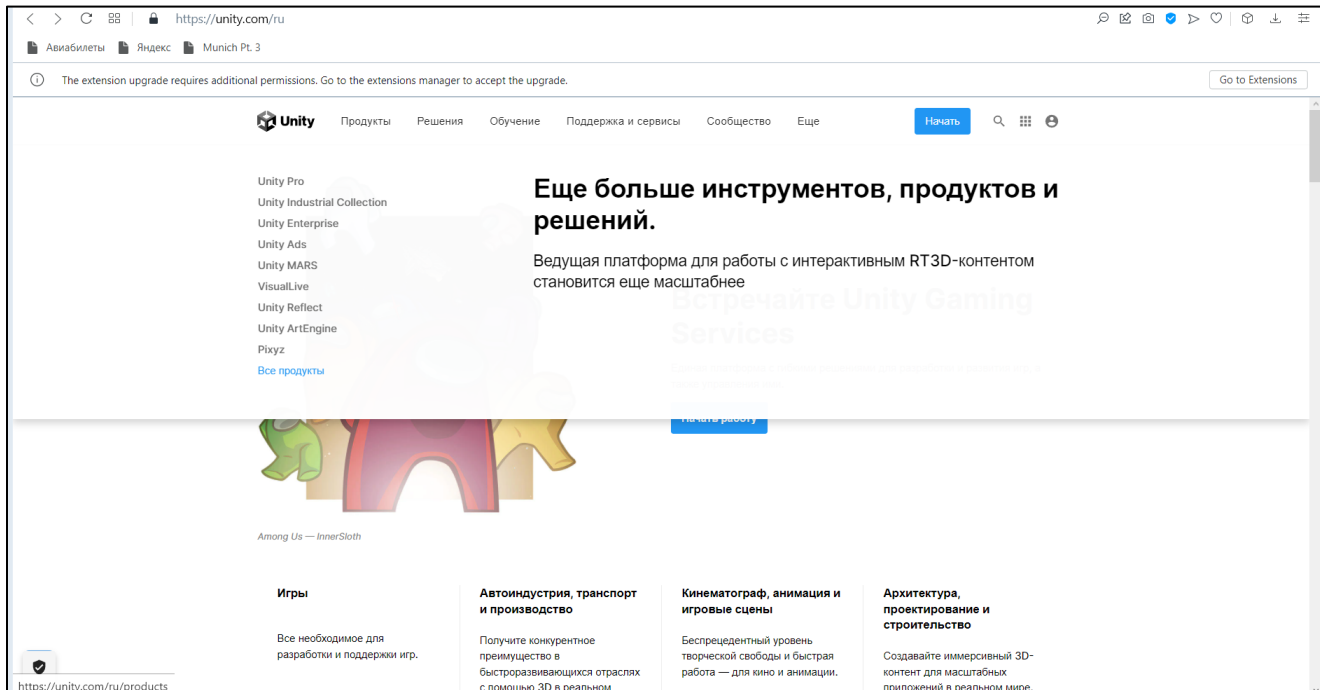 https://unity.com/ru
Авиабилеты Яндекс Munich Pt. 3
The extension upgrade requires additional permissions. Go to the extensions manager to accept the upgrade. Go to Extensions
Unity Продукты Решения Обучение Поддержка и сервисы Сообщество Еще Начать
Unity Pro
Unity Industrial Collection
Unity Enterprise
Unity Ads
Unity MARS
VisualLive
Unity Reflect
Unity ArtEngine
Pixyz
Все продукты
Еще больше инструментов, продуктов и
решений.
Ведущая платформа для работы с интерактивным RT3D-контентом
становится еще масштабнее
Встречайте Unity Gaming
Services
Начать работу
Among Us — InnerSloth
Игры
Все необходимое для
разработки и поддержки игр.
Автоиндустрия, транспорт
и производство
Получите конкурентное
преимущество в
быстроразвивающихся отраслях
с помощью 3D в реальном
Кинематограф, анимация и
игровые сцены
Беспрецедентный уровень
творческой свободы и быстрая
работа — для кино и анимации.
Архитектура,
проектирование и
строительство
Создавайте иммерсивный 3D-
контент для масштабных
приложений в реальном мире.
https://unity.com/ru/products